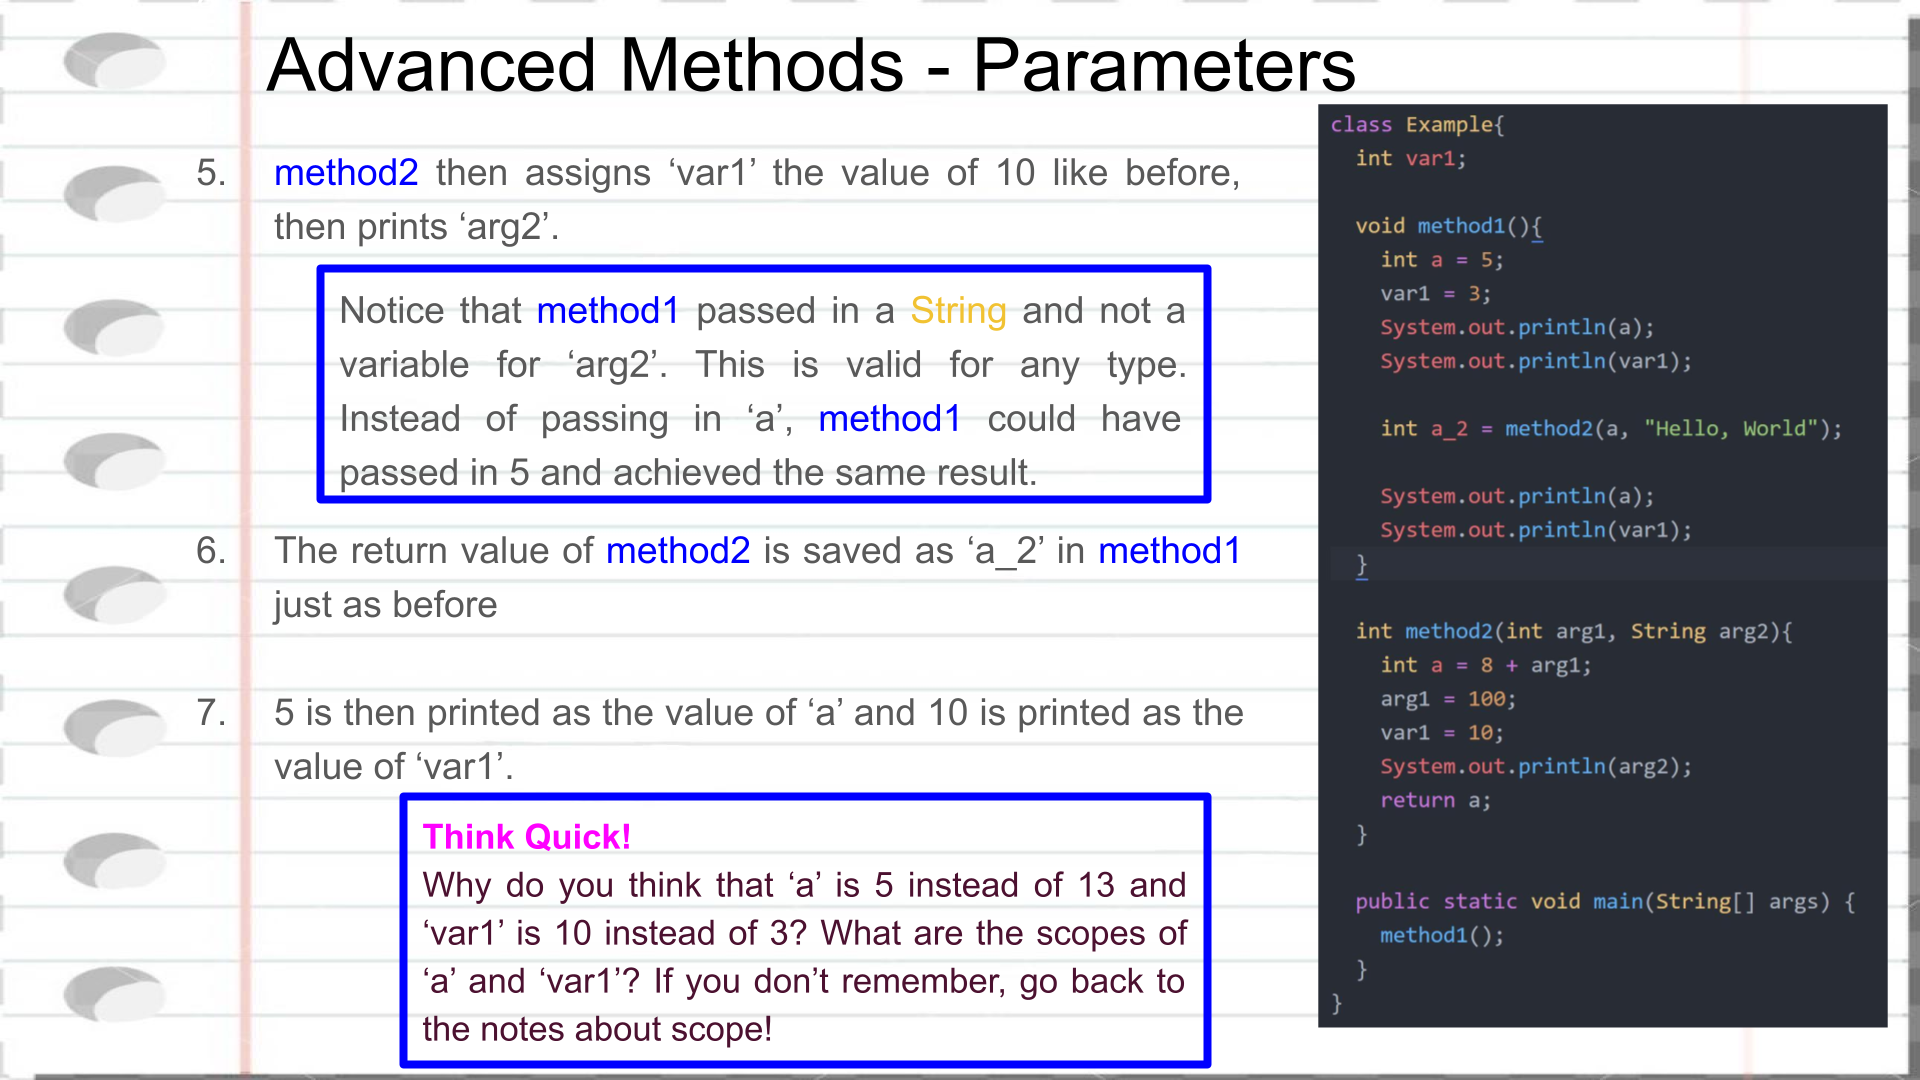 Advanced Methods - Parameters
5. method2 then assigns ‘var1’ the value of 10 like before,
then prints ‘arg2’.
Notice that method1 passed in a String and not a
variable for ‘arg2’. This is valid for any type.
Instead of passing in ‘a’, method1 could have
passed in 5 and achieved the same result.
6. The return value of method2 is saved as ‘a_2’ in method1
just as before
7. 5 is then printed as the value of ‘a’ and 10 is printed as the
value of ‘var1’.
Think Quick!
Why do you think that ‘a’ is 5 instead of 13 and
‘var1’ is 10 instead of 3? What are the scopes of
‘a’ and ‘var1’? If you don’t remember, go back to
the notes about scope!
class Example{
int var1;
void method1(){
int a = 5;
var1 = 3;
System.out.println(a);
System.out.println(var1);
int a_2 = method2(a, "Hello, World");
System.out.println(a);
System.out.println(var1);
}
int method2(int arg1, String arg2){
int a = 8 + arg1;
arg1 = 100;
var1 = 10;
System.out.println(arg2);
return a;
}
public static void main(String[] args) {
method1();
}
}